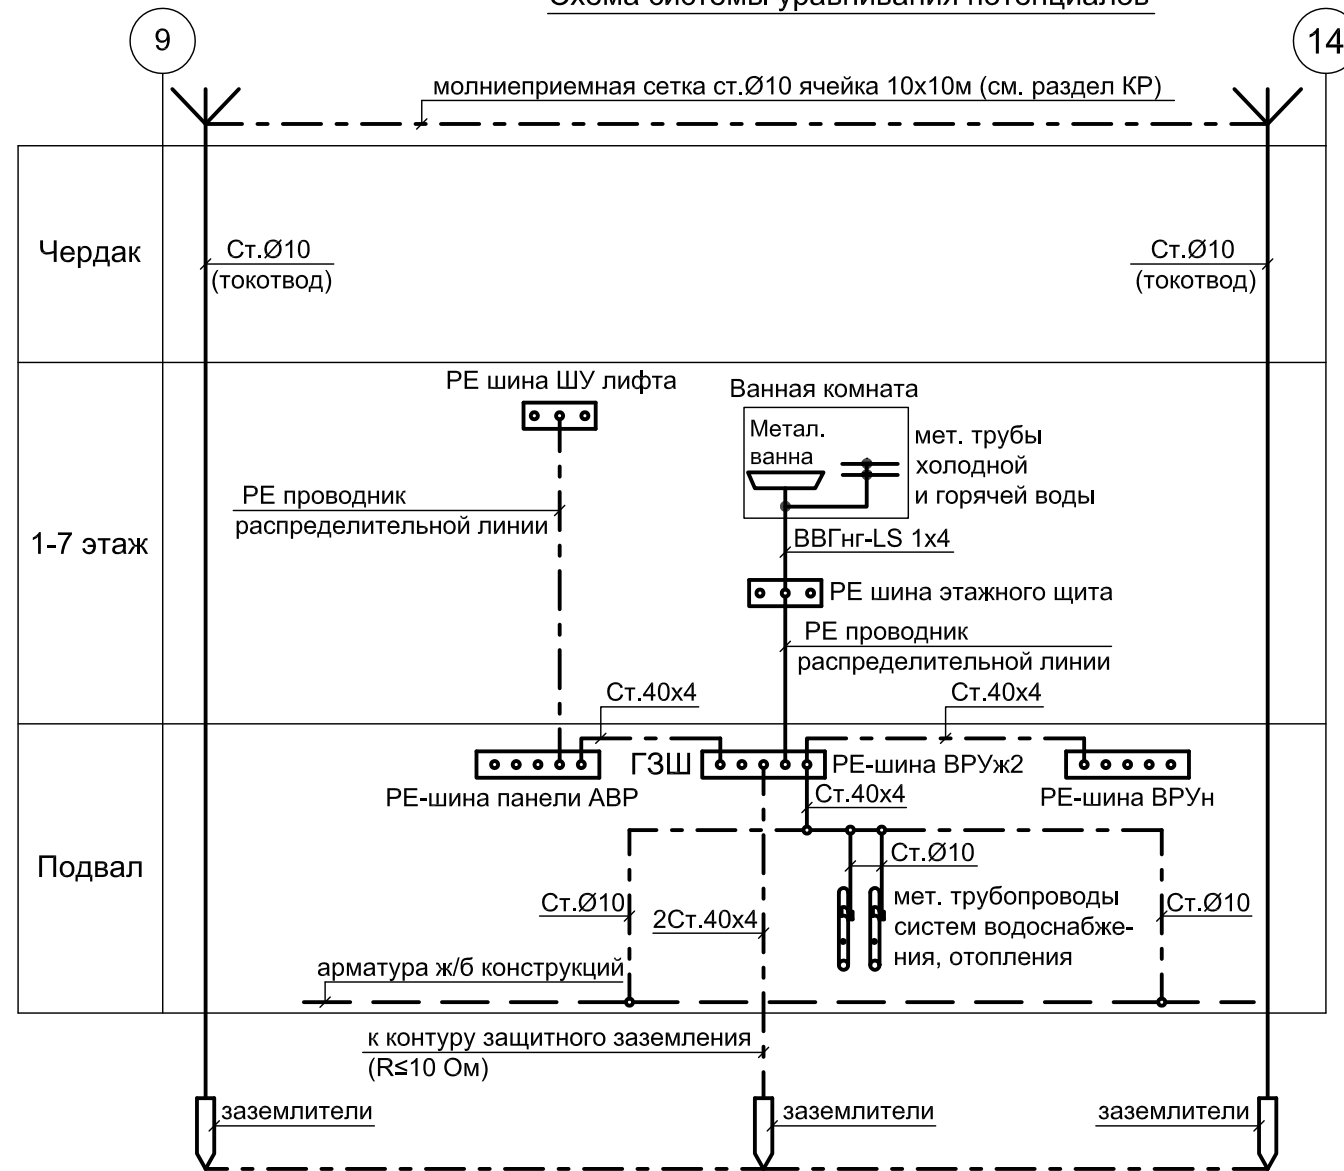 Схема системы уравнивания потенциалов
9
14
молниеприемная сетка ст.Ø10 ячейка 10х10м (см. раздел КР)
Чердак
Ст.Ø10
(токотвод)
Ст.Ø10
(токотвод)
1-7 этаж
РЕ шина ШУ лифта
Ванная комната
Метал.
ванна
мет. трубы
холодной
и горячей воды
РЕ проводник
распределительной линии
ВВГнг-LS 1х4
РЕ шина этажного щита
РЕ проводник
распределительной линии
Ст.40х4
Ст.40х4
Подвал
ГЗШ
РЕ-шина ВРУж2
РЕ-шина панели АВР
РЕ-шина ВРУн
Ст.40х4
Ст.Ø10
Ст.Ø10
2Ст.40х4
мет. трубопроводы
систем водоснабже-
ния, отопления
Ст.Ø10
арматура ж/б конструкций
к контуру защитного заземления
(R≤10 Ом)
заземлители
заземлители
заземлители